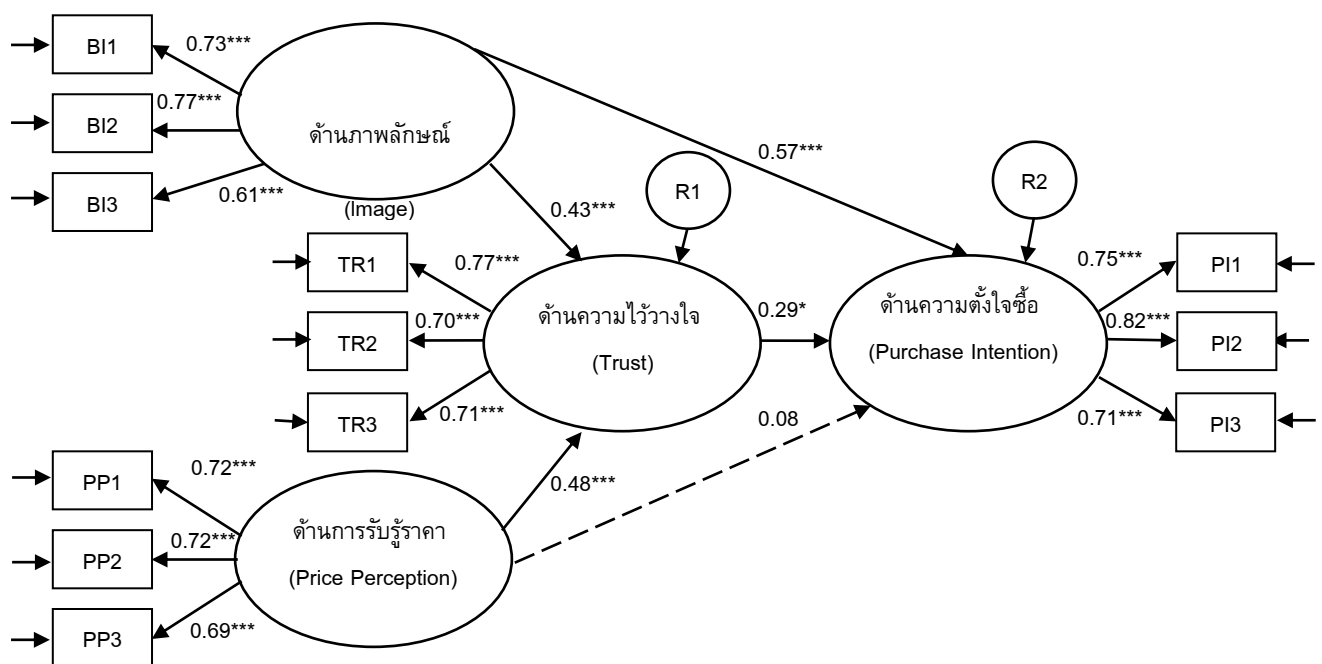 BI1
0.73***
BI2
0.77***
BI3
0.61***
ด้านภาพลักษณ์
(Image)
0.57***
0.43***
R1
R2
TR1
0.77***
TR2
0.70***
TR3
0.71***
ด้านความไว้วางใจ
(Trust)
0.29*
ด้านความตั้งใจซื้อ
(Purchase Intention)
0.75***
PI1
0.82***
PI2
0.71***
PI3
0.08
0.48***
PP1
0.72***
PP2
0.72***
PP3
0.69***
ด้านการรับรู้ราคา
(Price Perception)